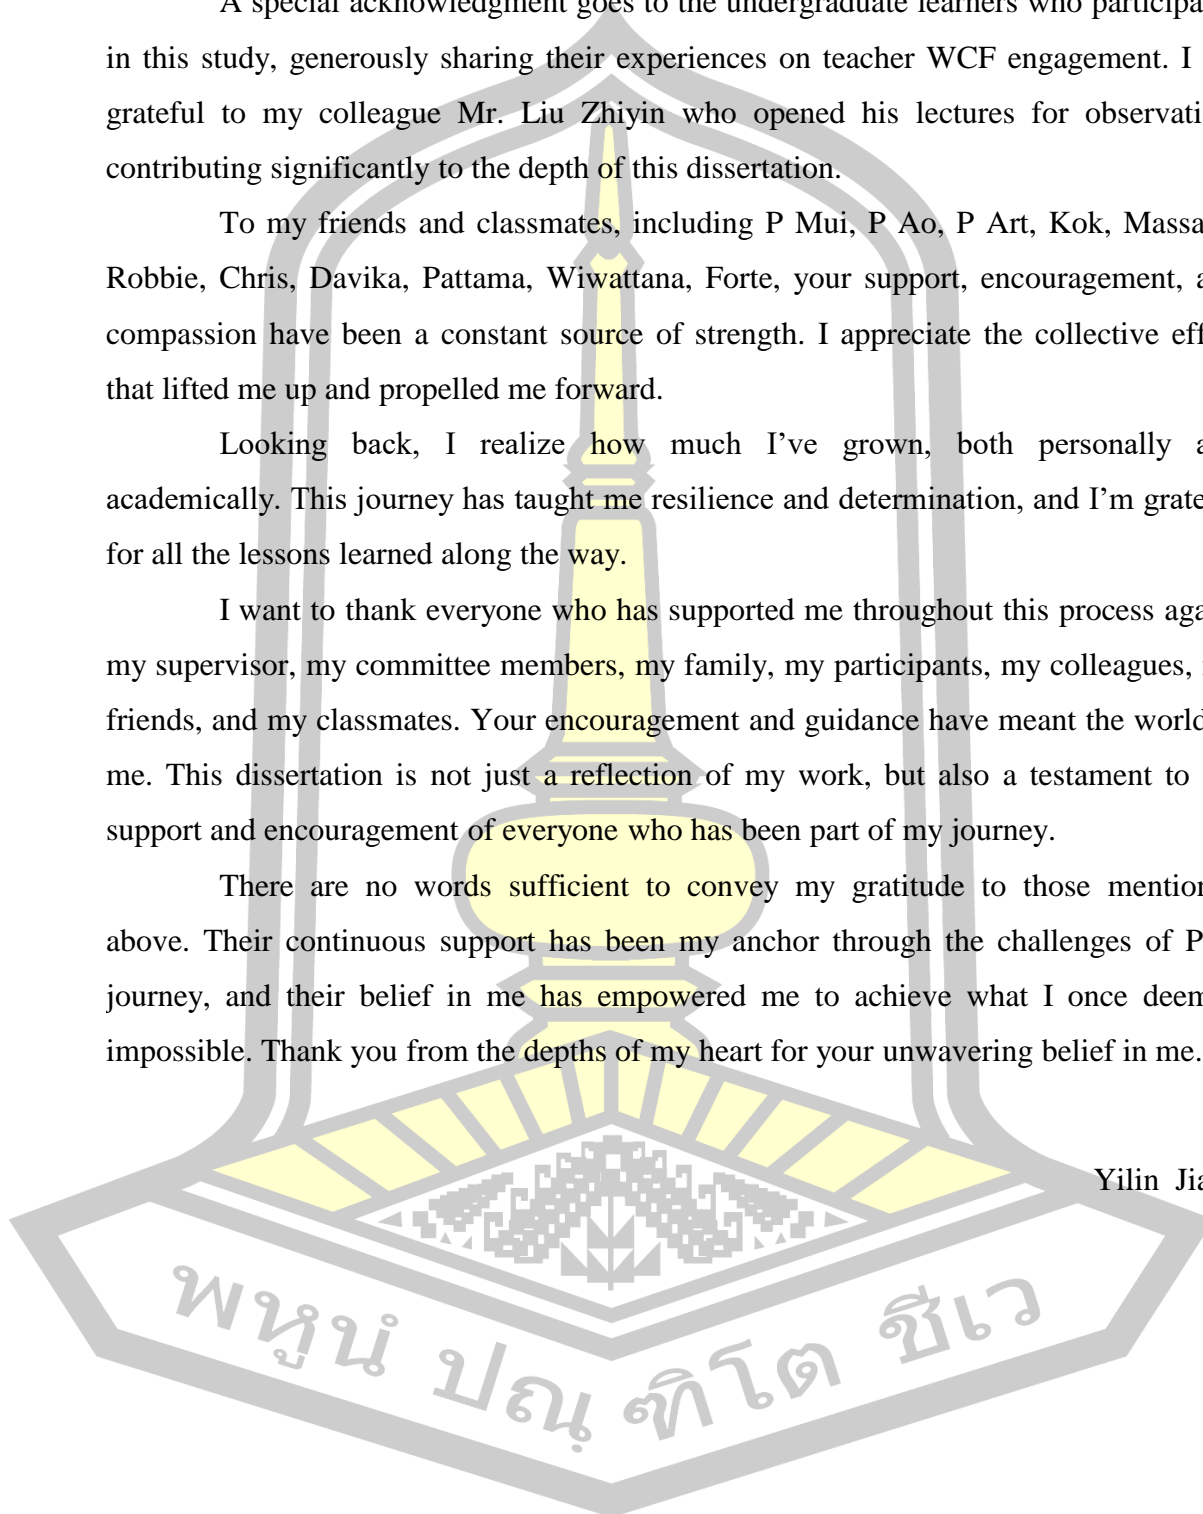 A special acknowledgment goes to the undergraduate learners who participa
in this study, generously sharing their experiences on teacher WCF engagement. I
grateful to my colleague Mr. Liu Zhiyin who opened his lectures for observati
contributing significantly to the depth of this dissertation.
To my friends and classmates, including P Mui, P Ao, P Art, Kok, Massa
Robbie, Chris, Davika, Pattama, Wiwattana, Forte, your support, encouragement, a
compassion have been a constant source of strength. I appreciate the collective eff
that lifted me up and propelled me forward.
Looking back, I realize how much I’ve grown, both personally a
academically. This journey has taught me resilience and determination, and I’m grate
for all the lessons learned along the way.
I want to thank everyone who has supported me throughout this process aga
my supervisor, my committee members, my family, my participants, my colleagues,
friends, and my classmates. Your encouragement and guidance have meant the world
me. This dissertation is not just a reflection of my work, but also a testament to
support and encouragement of everyone who has been part of my journey.
There are no words sufficient to convey my gratitude to those mention
above. Their continuous support has been my anchor through the challenges of P
journey, and their belief in me has empowered me to achieve what I once deem
impossible. Thank you from the depths of my heart for your unwavering belief in me.
Yilin Jia
พหูนํ ปณฺฑิโต ชีเว